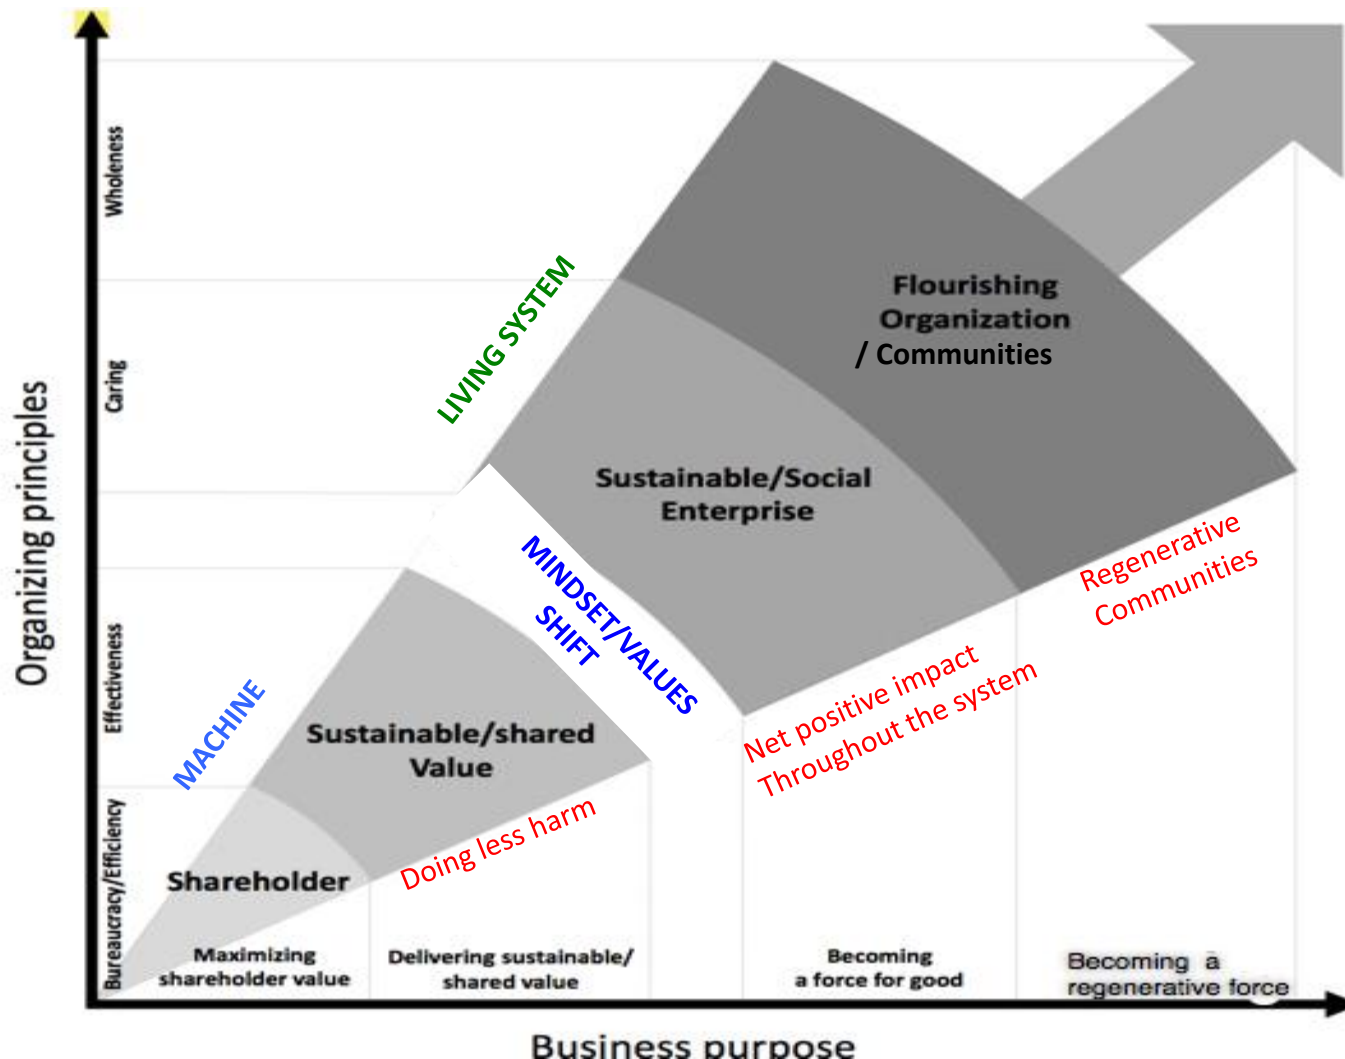 Organizing principles
Wholeness
Caring
Effectiveness
Bureaucracy/Efficiency
LIVING SYSTEM
MACHINE
MINDSET/VALUES
SHIFT
Flourishing
Organization
/ Communities
Sustainable/Social
Enterprise
Sustainable/shared
Value
Shareholder
Regenerative
Communities
Net positive impact
Throughout the system
Doing less harm
Maximizing
shareholder value
Delivering sustainable/
shared value
Becoming
a force for good
Becoming a
regenerative force
Business purpose